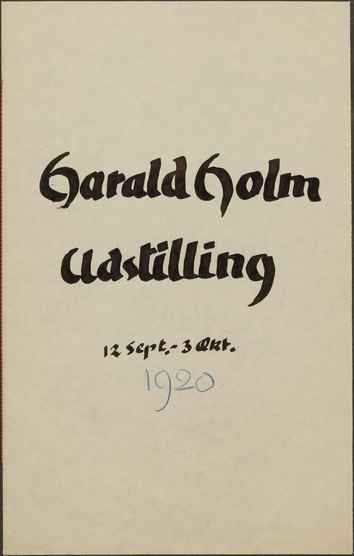 Harald Holm
Udstilling
12 Sept.- 3 Okt.
1920